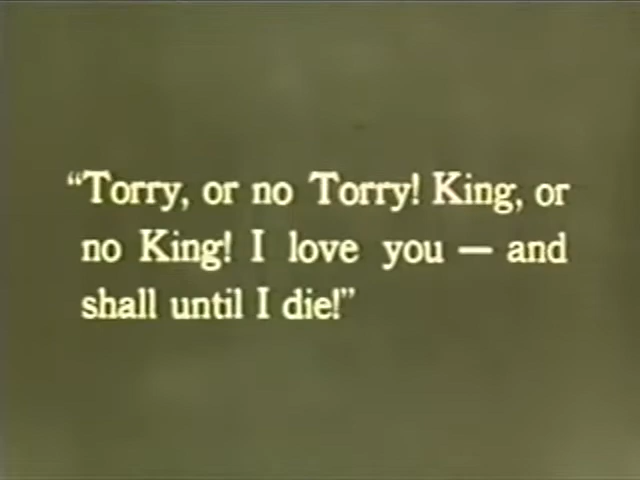 “Torry, or no Torry! King, or
no King! I love you — and
shall until I die!”